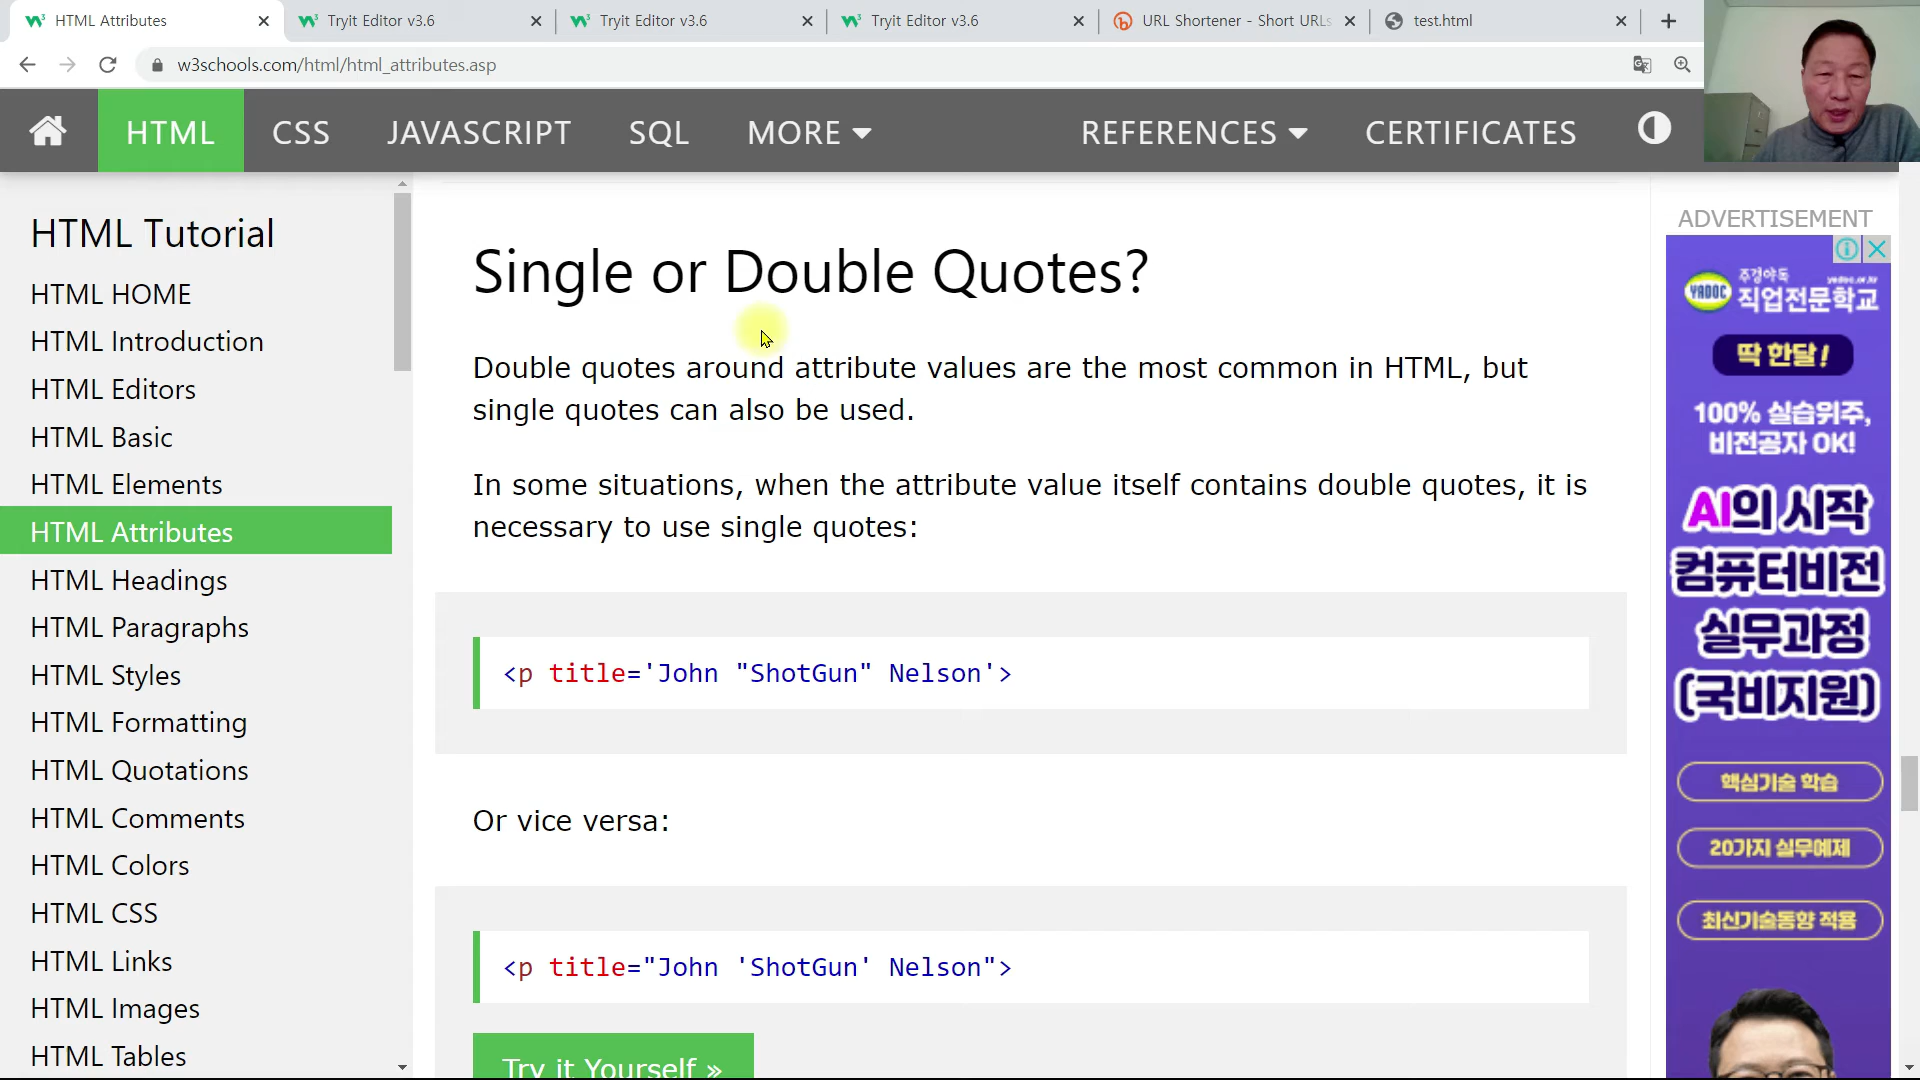 HTML Attributes
Tryit Editor v3.6
Tryit Editor v3.6
Tryit Editor v3.6
URL Shortener - Short URLs
test.html
w3schools.com/html/html_attributes.asp
HTML
CSS
JAVASCRIPT
SQL
MORE
REFERENCES
CERTIFICATES
HTML Tutorial
HTML HOME
HTML Introduction
HTML Editors
HTML Basic
HTML Elements
HTML Attributes
HTML Headings
HTML Paragraphs
HTML Styles
HTML Formatting
HTML Quotations
HTML Comments
HTML Colors
HTML CSS
HTML Links
HTML Images
HTML Tables
Single or Double Quotes?
Double quotes around attribute values are the most common in HTML, but
single quotes can also be used.
In some situations, when the attribute value itself contains double quotes, it is
necessary to use single quotes:
<p title='John "ShotGun" Nelson'>
Or vice versa:
<p title="John 'ShotGun' Nelson">
Try it Yourself »
ADVERTISEMENT
YADOC
주경야독
yadoc.or.kr
직업전문학교
딱 한달!
100% 실습위주,
비전공자 OK!
AI의 시작
컴퓨터비전
실무과정
(국비지원)
핵심기술 학습
20가지 실무예제
최신기술동향 적용